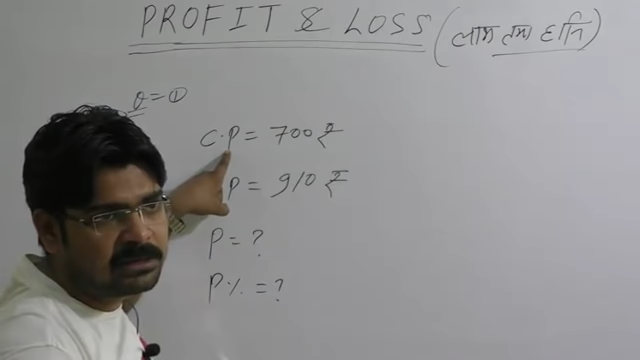 PROFIT & LOSS (लाभ तथा हानि)
Q = ①
C.P = 700 ₹
P = 910 ₹
P = ?
P.% = ?